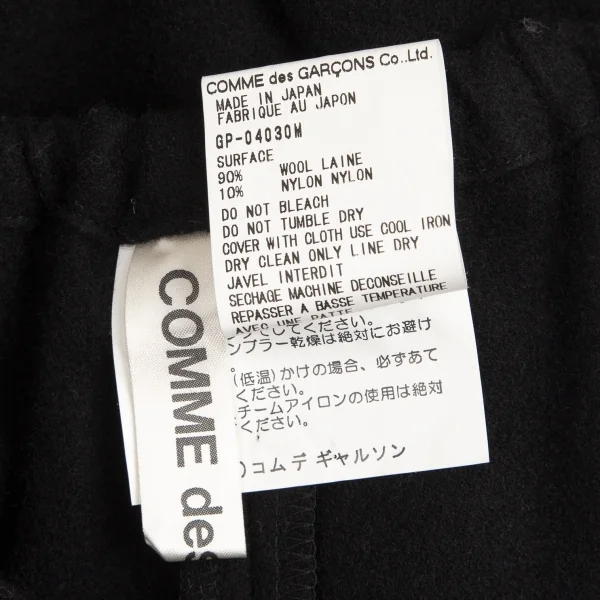 COMME des GARÇONS Co.,Ltd.
MADE IN JAPAN
FABRIQUE AU JAPON
GP-04030M
SURFACE
90% WOOL LAINE
10% NYLON NYLON
DO NOT BLEACH
DO NOT TUMBLE DRY
COVER WITH CLOTH USE COOL IRON
DRY CLEAN ONLY LINE DRY
JAVEL INTERDIT
SECHAGE MACHINE DECONSEILLE
REPASSER A BASSE TEMPERATURE
AVEC UNE PATTE
してください。
ンブラー乾燥は絶対にお避け
。
(低温)かけの場合、必ずあて
ください。
チームアイロンの使用は絶対
ください。
)コム デ ギャルソン
COMME des